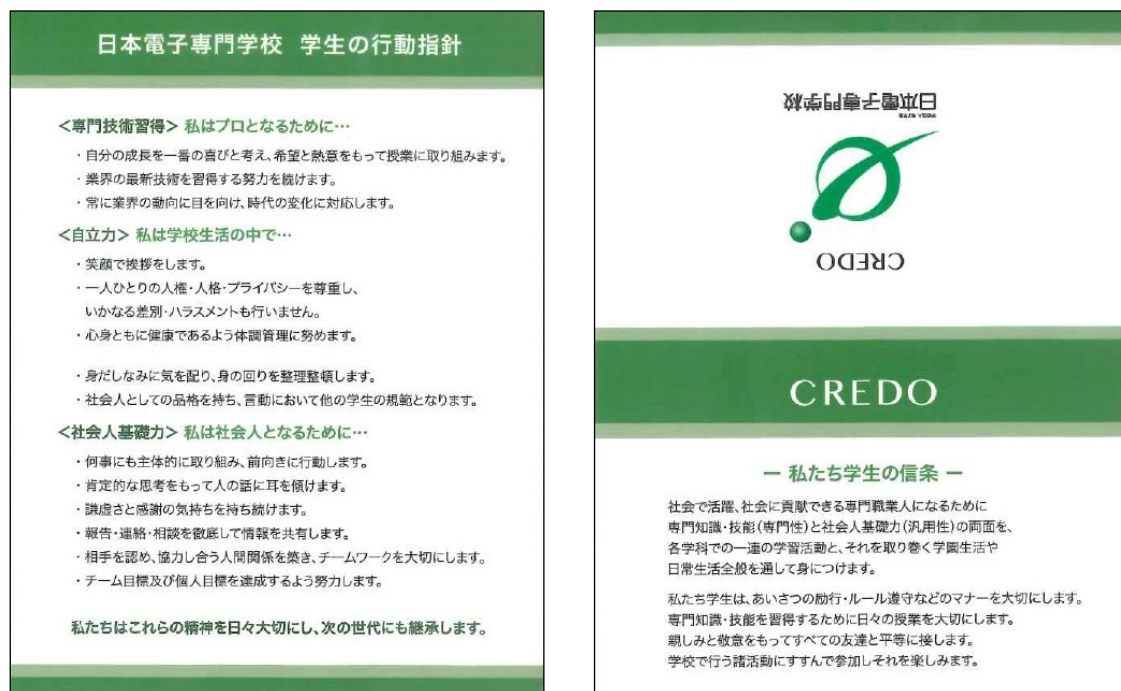 日本電子専門学校 学生の行動指針
＜専門技術習得＞ 私はプロとなるために…
・自分の成長を一番の喜びと考え、希望と熱意をもって授業に取り組みます。
・業界の最新技術を習得する努力を続けます。
・常に業界の動向に目を向け、時代の変化に対応します。
＜自立力＞ 私は学校生活の中で…
・笑顔で挨拶をします。
・一人ひとりの人権・人格・プライバシーを尊重し、
いかなる差別・ハラスメントも行いません。
・心身ともに健康であるよう体調管理に努めます。
・身だしなみに気を配り、身の回りを整理整頓します。
・社会人としての品格を持ち、言動において他の学生の規範となります。
＜社会人基礎力＞ 私は社会人となるために…
・何事にも主体的に取り組み、前向きに行動します。
・肯定的な思考をもって人の話に耳を傾けます。
・謙虚さと感謝の気持ちを持ち続けます。
・報告・連絡・相談を徹底して情報を共有します。
・相手を認め、協力し合う人間関係を築き、チームワークを大切にします。
・チーム目標及び個人目標を達成するよう努力します。
私たちはこれらの精神を日々大切にし、次の世代にも継承します。
CREDO
日本電子専門学校
CREDO
― 私たち学生の信条 ―
社会で活躍、社会に貢献できる専門職業人になるために
専門知識・技能(専門性)と社会人基礎力(汎用性)の両面を、
各学科での一連の学習活動と、それを取り巻く学園生活や
日常生活全般を通して身につけます。
私たち学生は、あいさつの励行・ルール遵守などのマナーを大切にします。
専門知識・技能を習得するために日々の授業を大切にします。
親しみと敬意をもってすべての友達と平等に接します。
学校で行う諸活動にすすんで参加しそれを楽しみます。